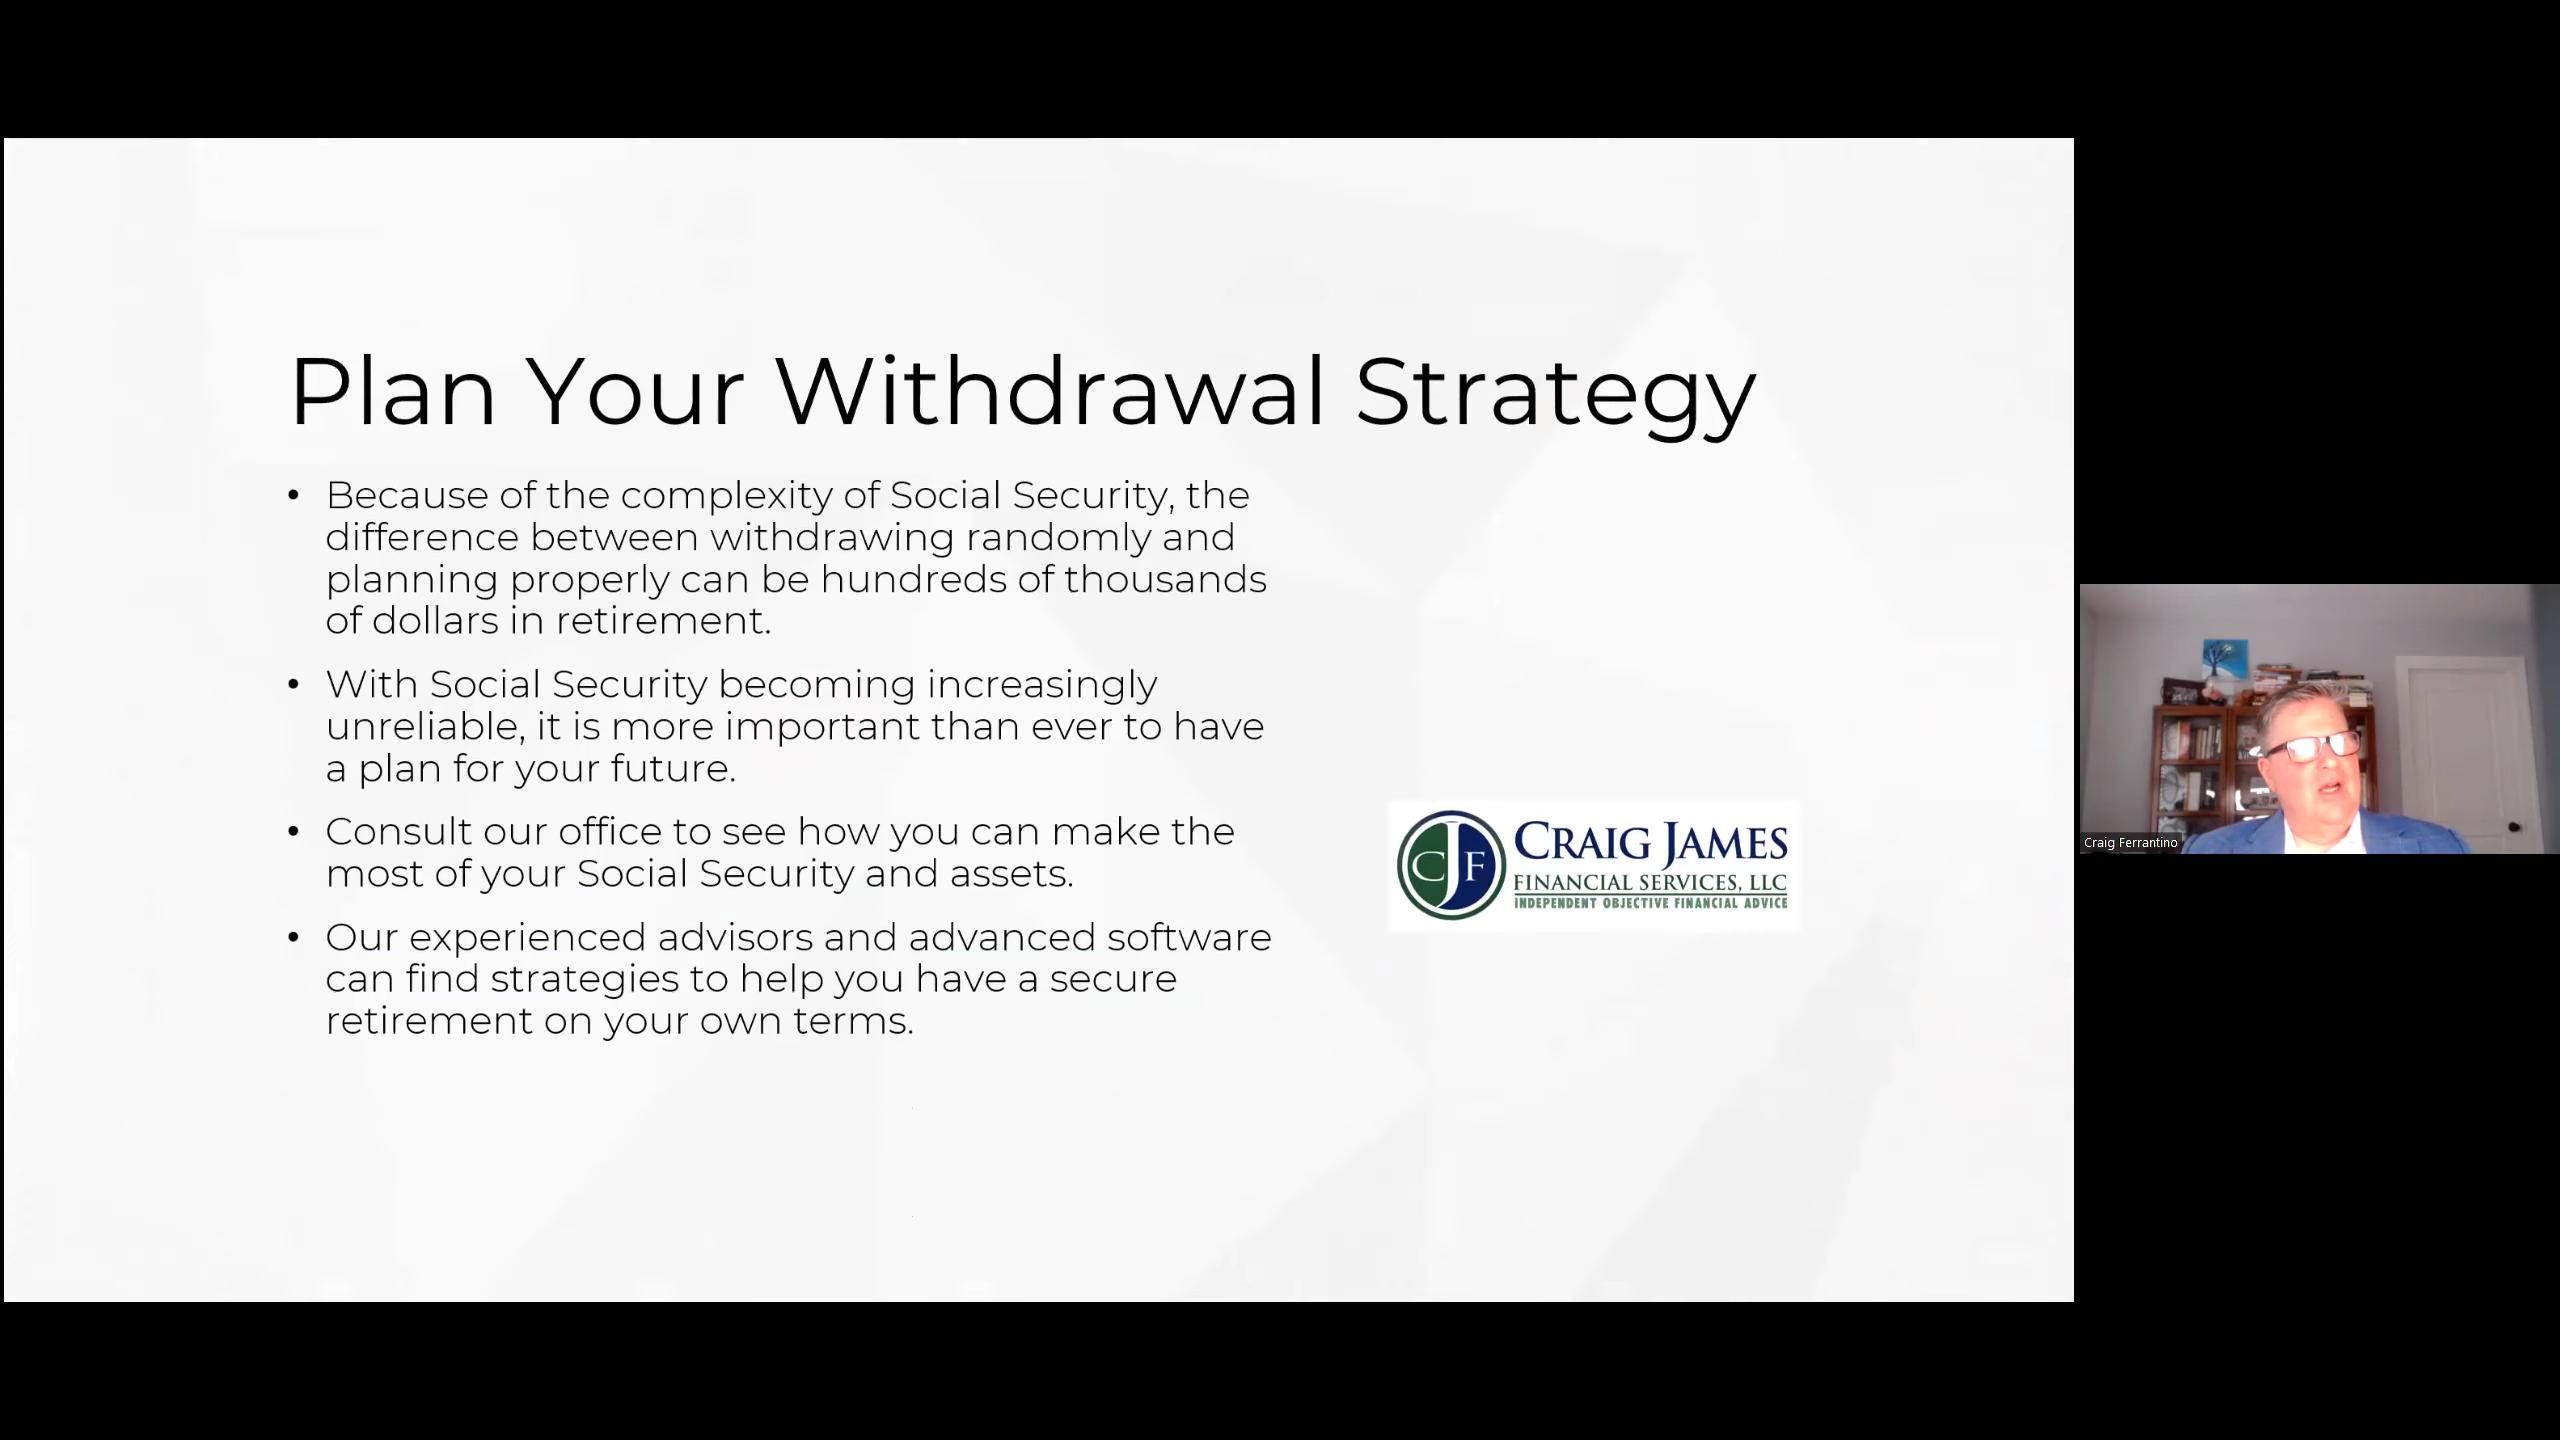 Plan Your Withdrawal Strategy
• Because of the complexity of Social Security, the
difference between withdrawing randomly and
planning properly can be hundreds of thousands
of dollars in retirement.
• With Social Security becoming increasingly
unreliable, it is more important than ever to have
a plan for your future.
• Consult our office to see how you can make the
most of your Social Security and assets.
• Our experienced advisors and advanced software
can find strategies to help you have a secure
retirement on your own terms.
CJF
CRAIG JAMES
FINANCIAL SERVICES, LLC
INDEPENDENT OBJECTIVE FINANCIAL ADVICE
Craig Ferrantino